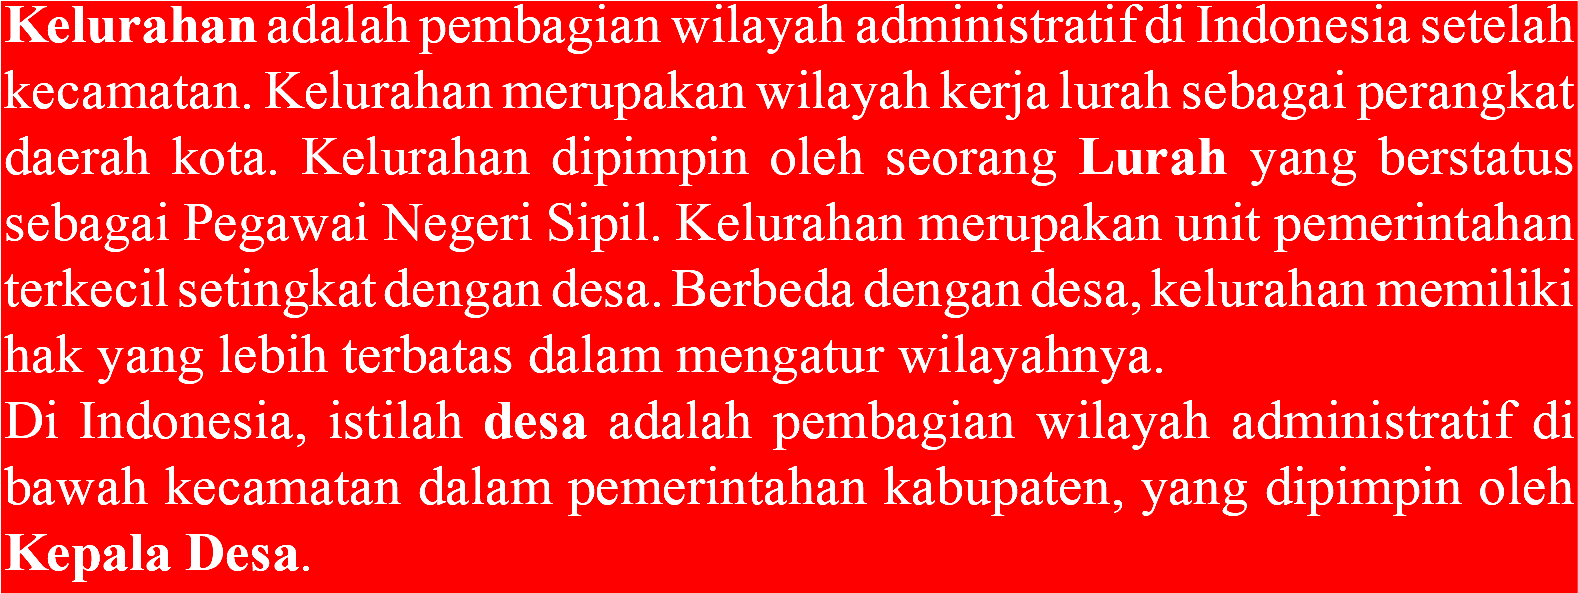 Kelurahan adalah pembagian wilayah administratif di Indonesia setelah
kecamatan. Kelurahan merupakan wilayah kerja lurah sebagai perangkat
daerah kota. Kelurahan dipimpin oleh seorang Lurah yang berstatus
sebagai Pegawai Negeri Sipil. Kelurahan merupakan unit pemerintahan
terkecil setingkat dengan desa. Berbeda dengan desa, kelurahan memiliki
hak yang lebih terbatas dalam mengatur wilayahnya.
Di Indonesia, istilah desa adalah pembagian wilayah administratif di
bawah kecamatan dalam pemerintahan kabupaten, yang dipimpin oleh
Kepala Desa.